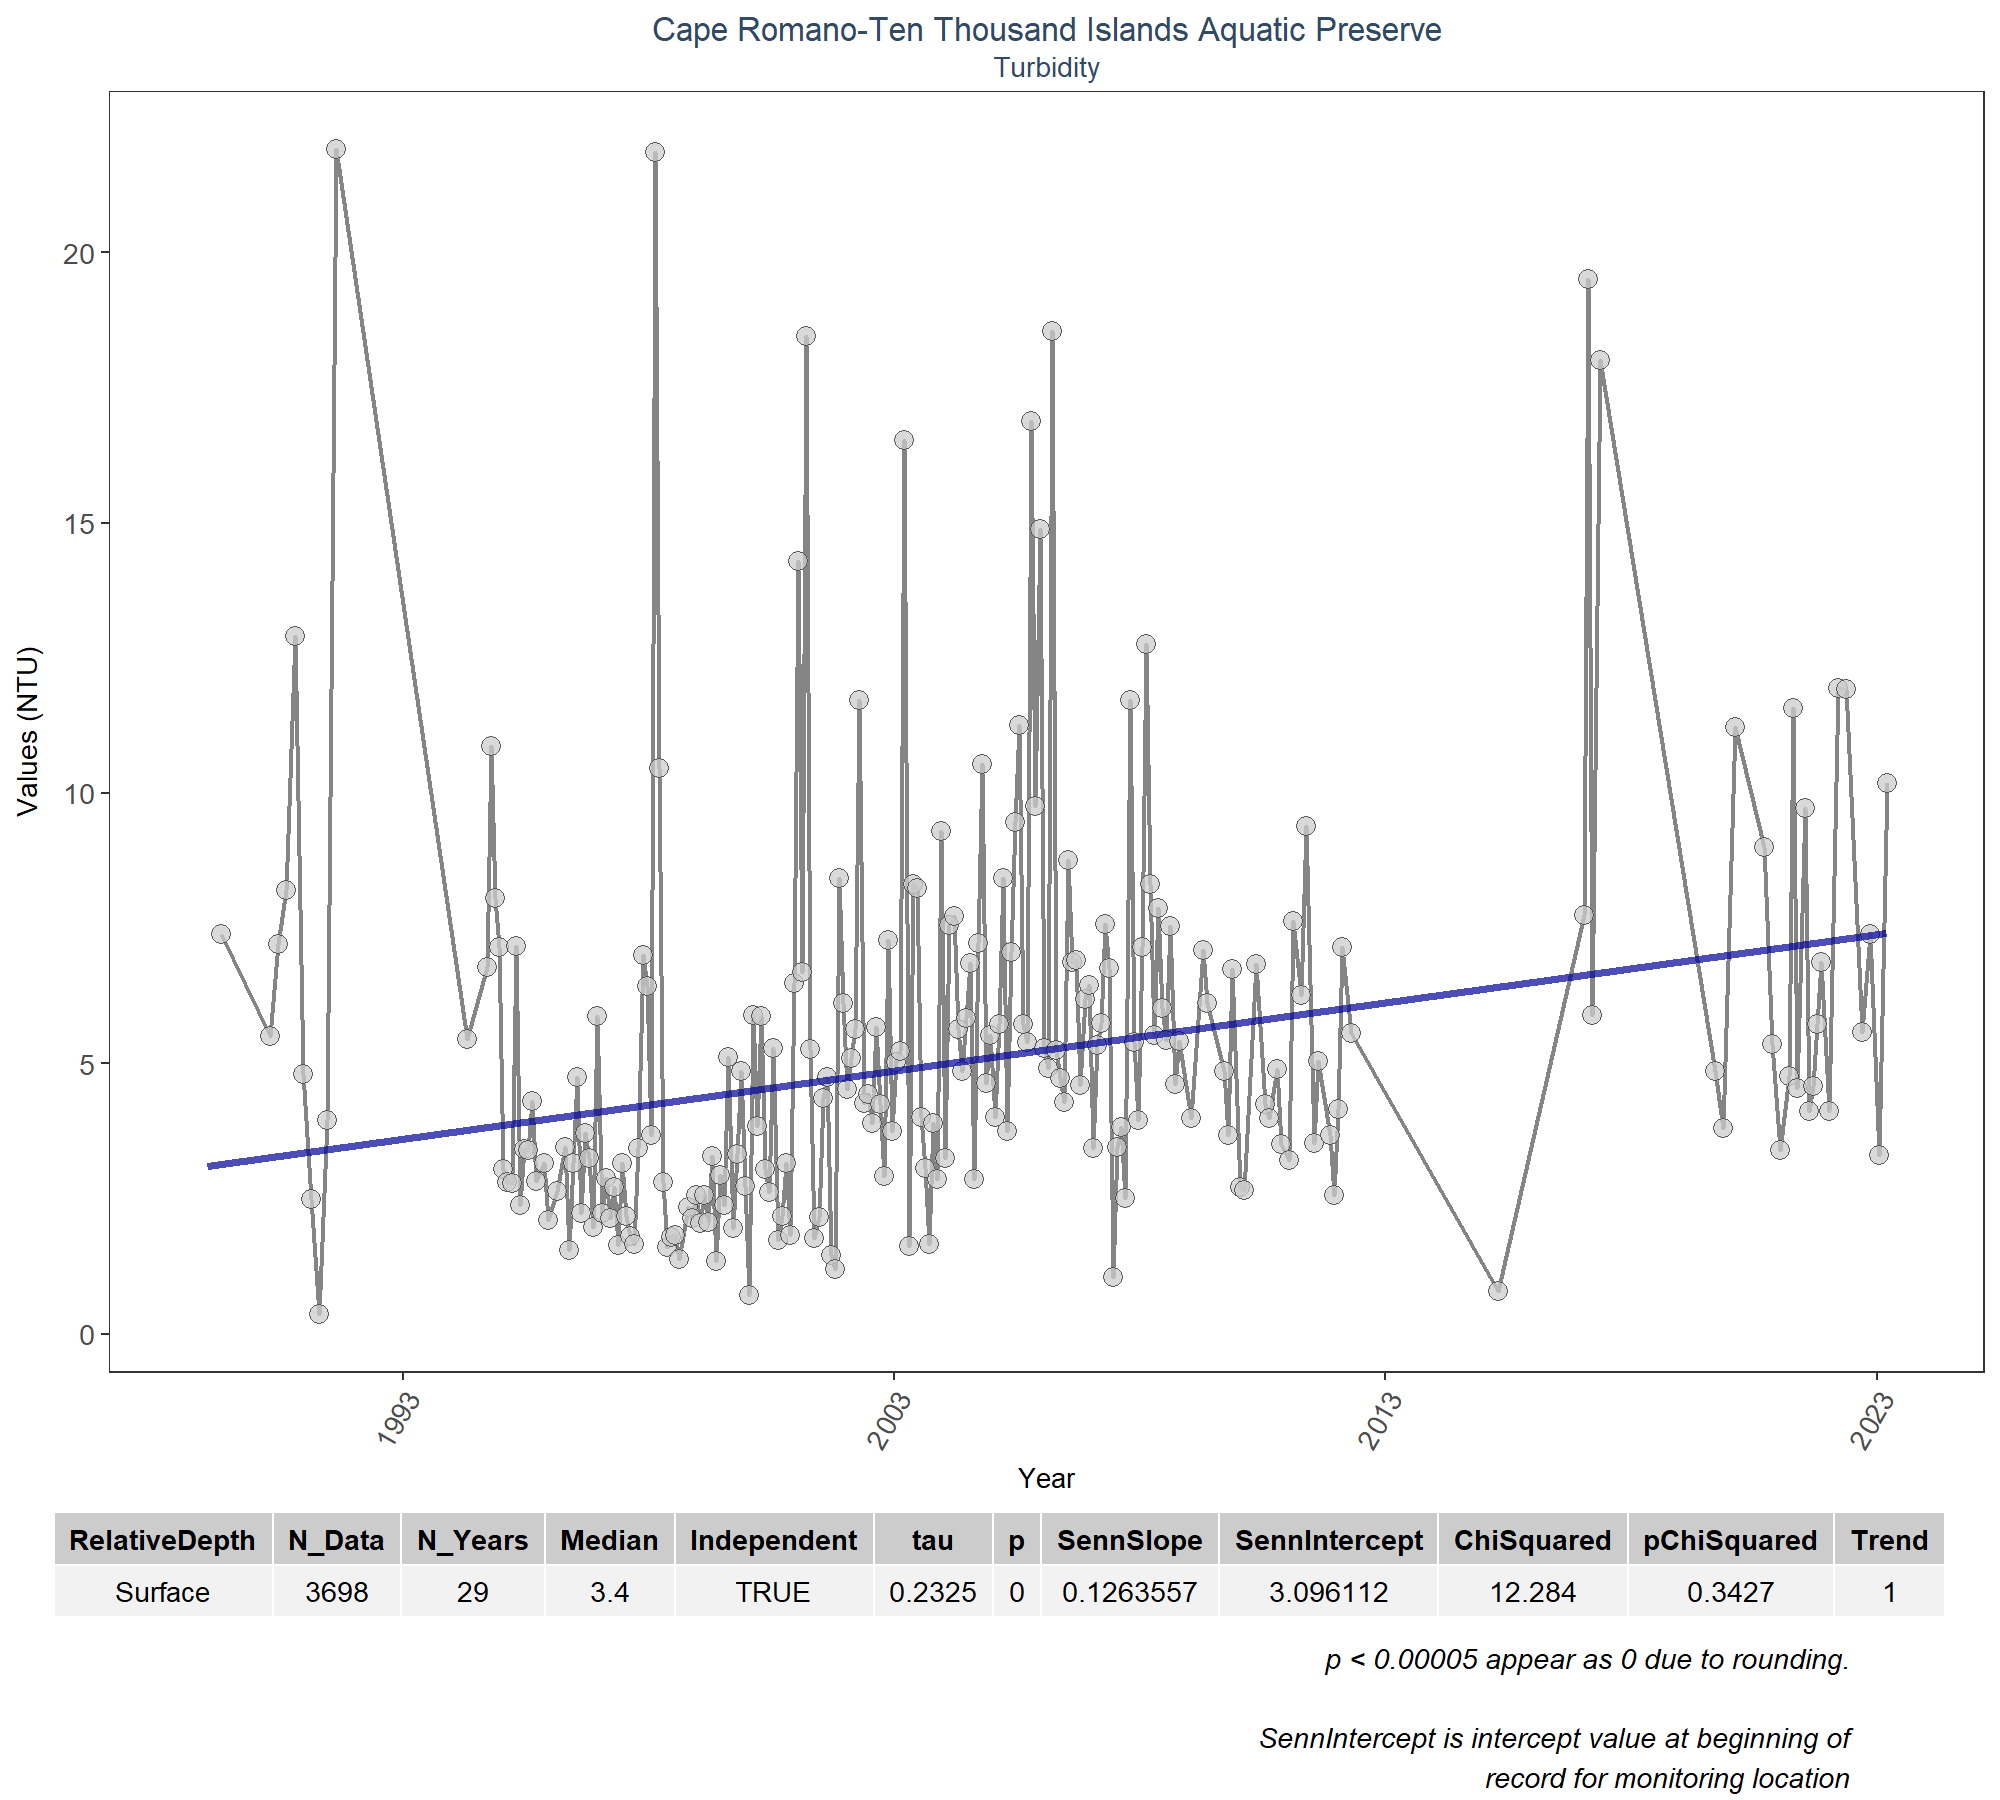 Cape Romano-Ten Thousand Islands Aquatic Preserve
Turbidity
Values (NTU)
20
15
10
5
0
1993
2003
2013
2023
Year
RelativeDepth N_Data N_Years Median Independent tau p SennSlope SennIntercept ChiSquared pChiSquared Trend
Surface 3698 29 3.4 TRUE 0.2325 0 0.1263557 3.096112 12.284 0.3427 1
p < 0.00005 appear as 0 due to rounding.
SennIntercept is intercept value at beginning of
record for monitoring location